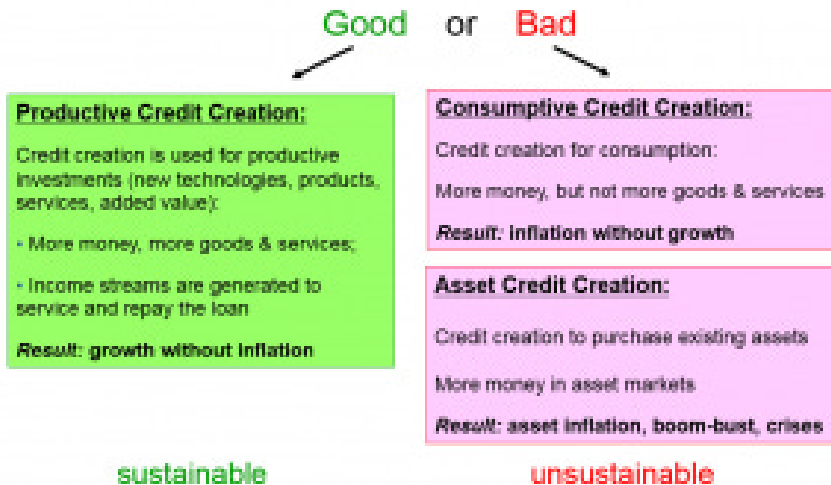 Good or Bad
Productive Credit Creation:
Credit creation is used for productive
investments (new technologies, products,
services, added value):
• More money, more goods & services;
• Income streams are generated to
service and repay the loan
Result: growth without inflation
Consumptive Credit Creation:
Credit creation for consumption:
More money, but not more goods & services
Result: inflation without growth
Asset Credit Creation:
Credit creation to purchase existing assets
More money in asset markets
Result: asset inflation, boom-bust, crises
sustainable
unsustainable